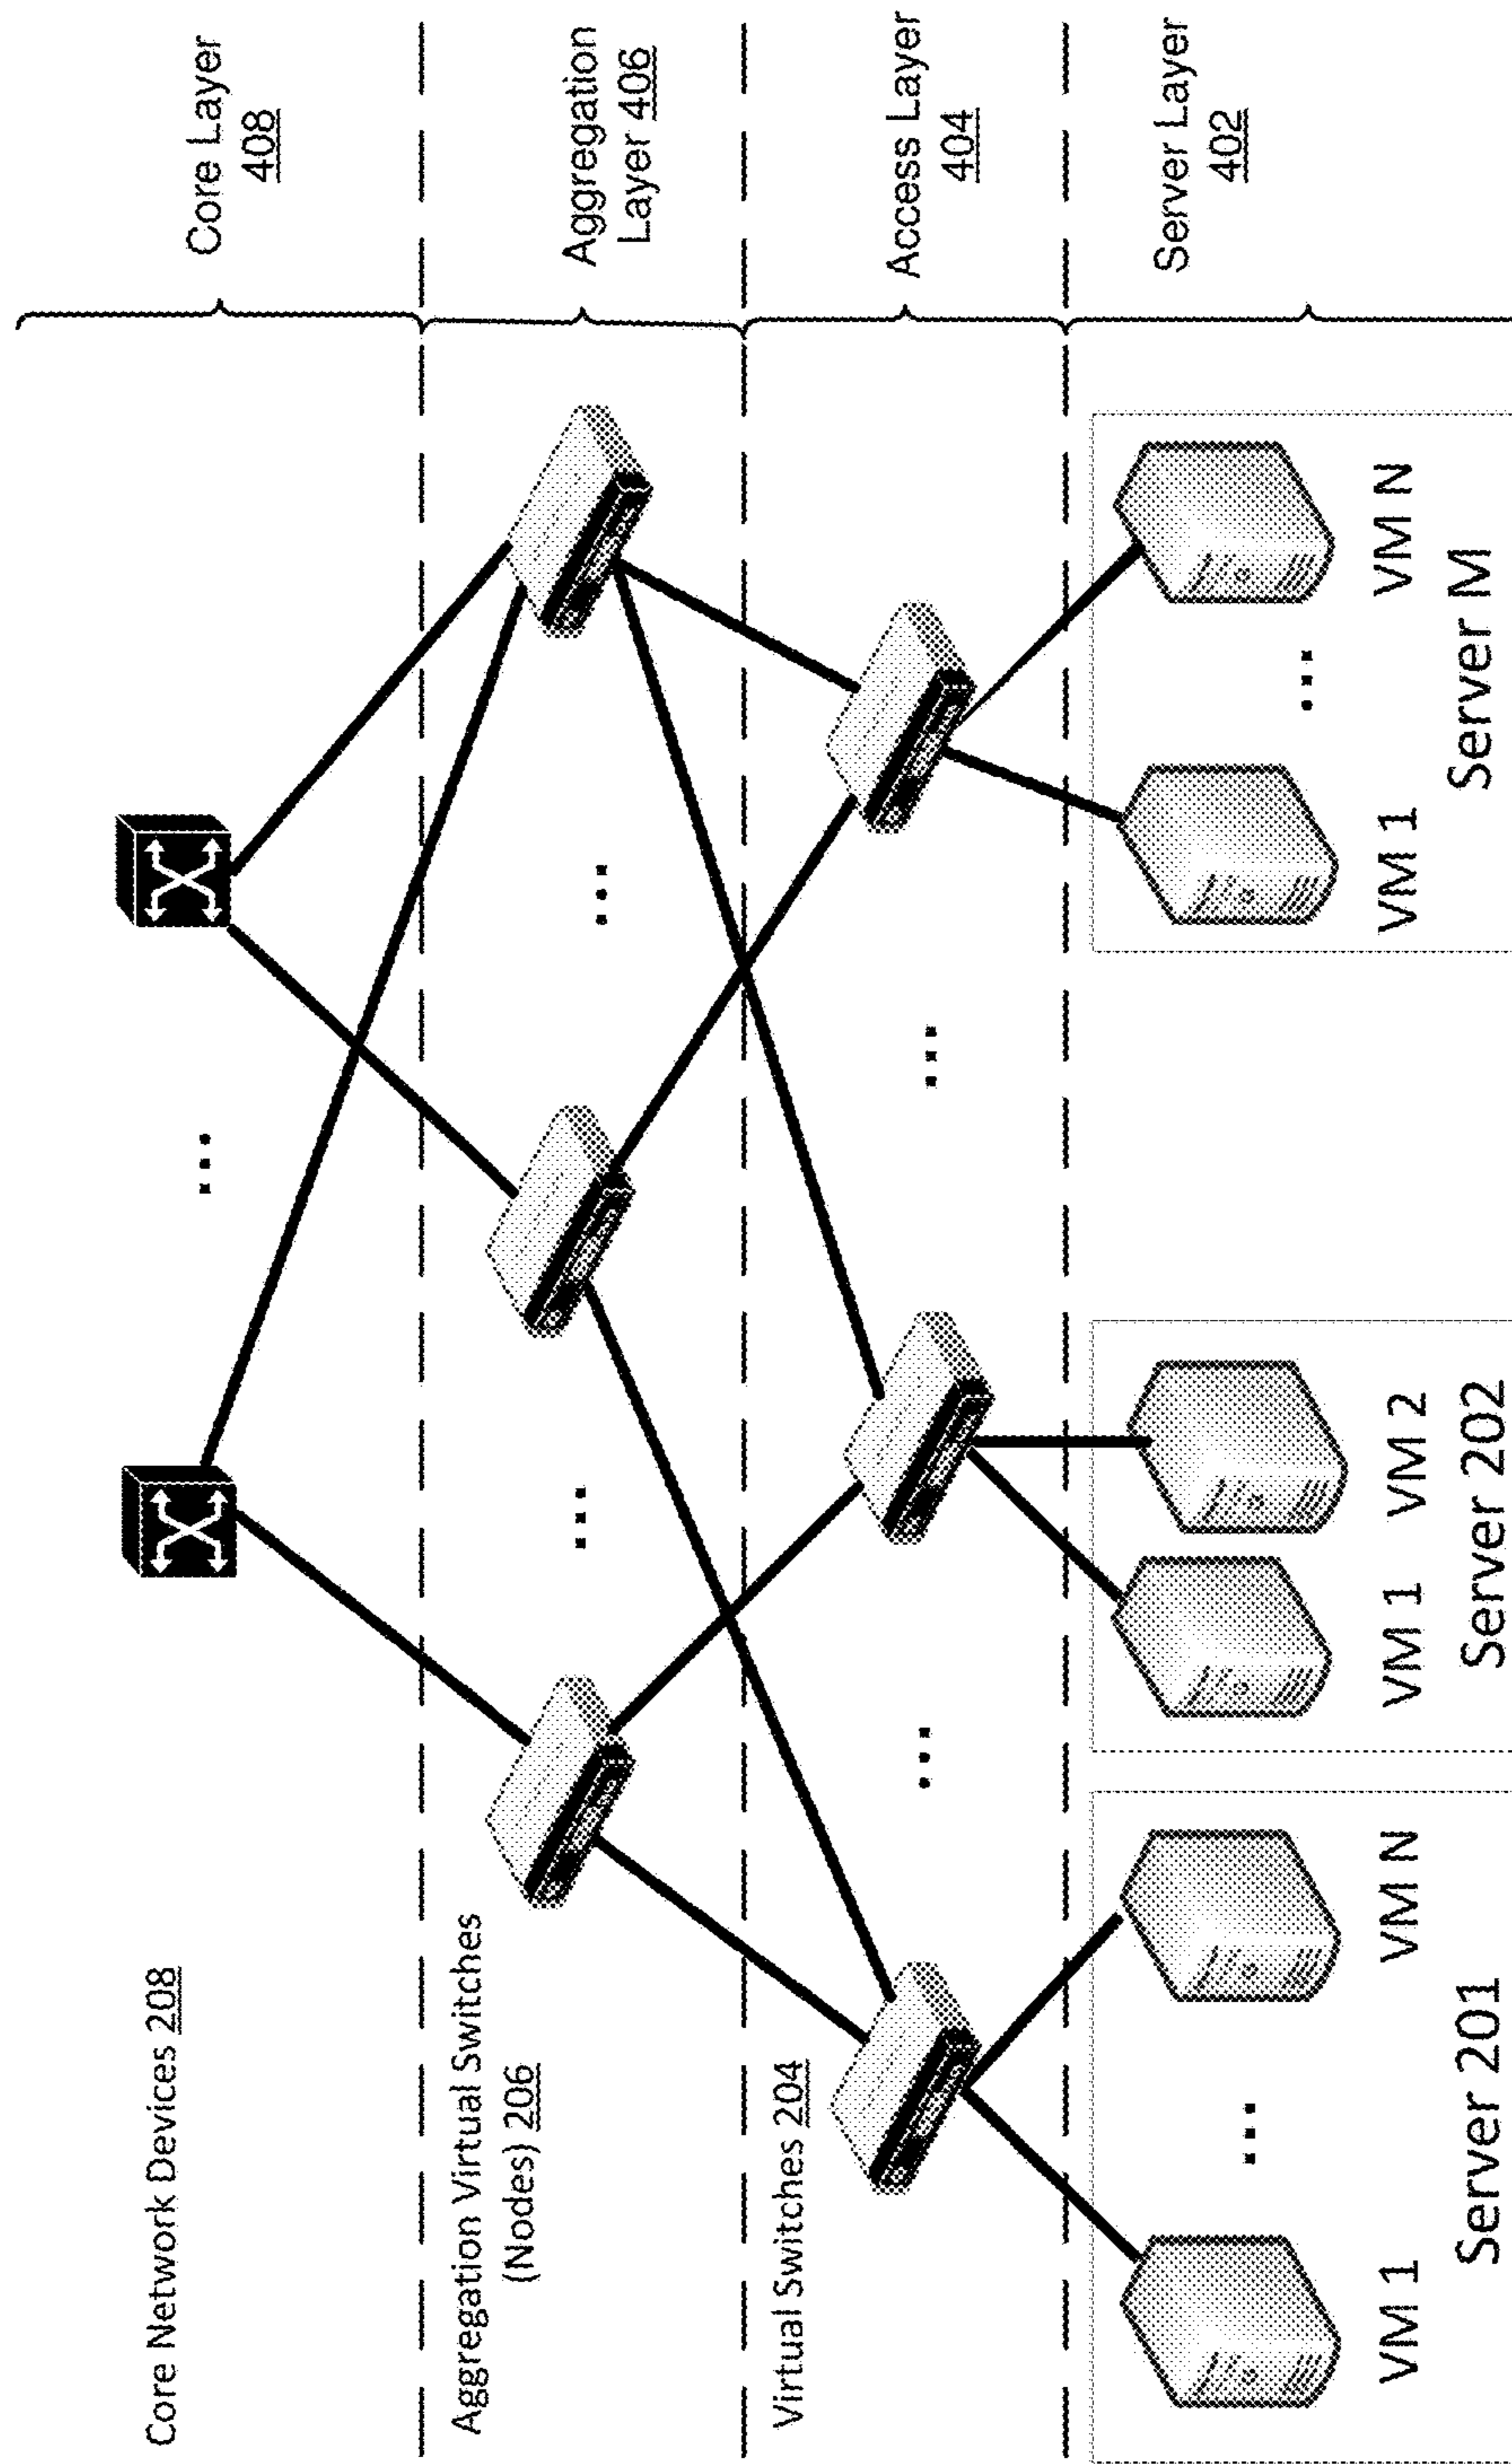 Core Network Devices 208
Core Layer
408
Aggregation Virtual Switches
(Nodes) 206
Aggregation
Layer 406
Virtual Switches 204
Access Layer
404
Server Layer
402
...
...
...
...
...
...
...
VM 1
VM N
Server 201
VM 1
VM 2
Server 202
VM 1
VM N
Server M